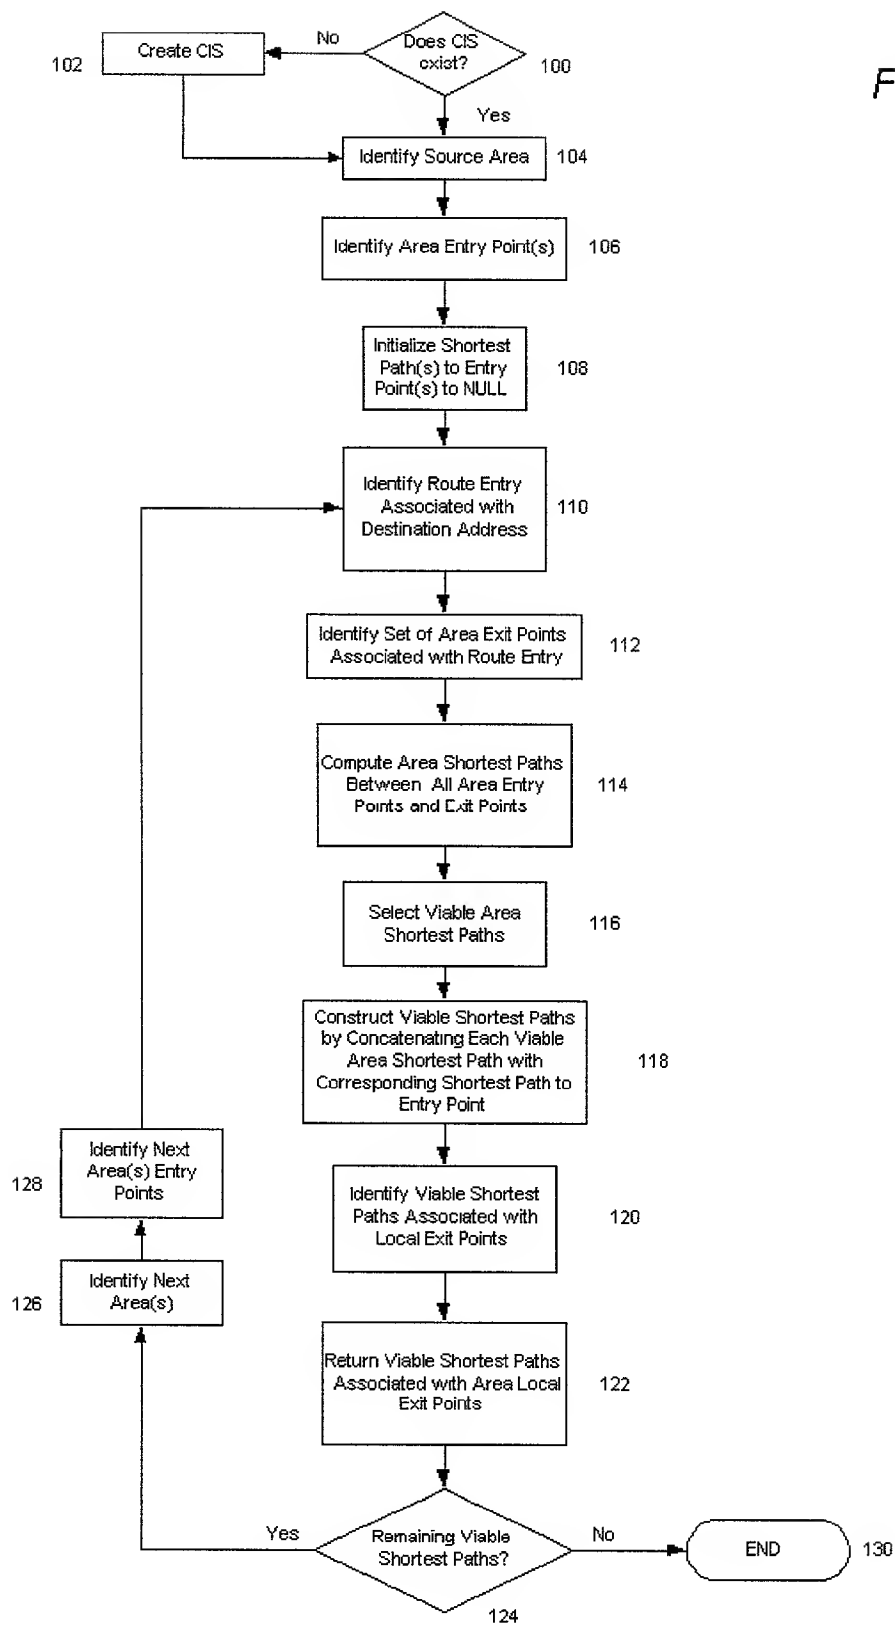 Does CIS
exist?
100
No
Create CIS
102
F
Yes
Identify Source Area
104
Identify Area Entry Point(s)
106
Initialize Shortest
Path(s) to Entry
Point(s) to NULL
108
Identify Route Entry
Associated with
Destination Address
110
Identify Set of Area Exit Points
Associated with Route Entry
112
Compute Area Shortest Paths
Between All Area Entry
Points and Exit Points
114
Select Viable Area
Shortest Paths
116
Construct Viable Shortest Paths
by Concatenating Each Viable
Area Shortest Path with
Corresponding Shortest Path to
Entry Point
118
Identify Viable Shortest
Paths Associated with
Local Exit Points
120
Return Viable Shortest Paths
Associated with Area Local
Exit Points
122
Remaining Viable
Shortest Paths?
124
Yes
Identify Next
Area(s)
126
Identify Next
Area(s) Entry
Points
128
No
END
130